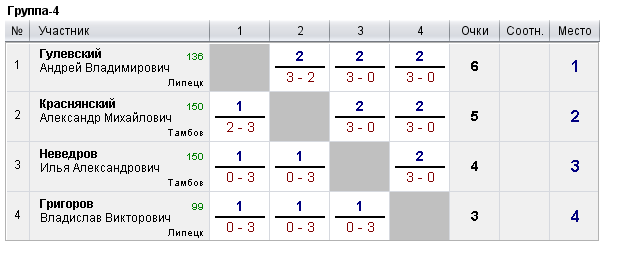 Группа-4
№ Участник 1 2 3 4 Очки Соотн. Место
1 Гулевский 136 2 2 2 6 1
Андрей Владимирович 3 - 2 3 - 0 3 - 0
Липецк
2 Краснянский 150 1 2 2 5 2
Александр Михайлович 2 - 3 3 - 0 3 - 0
Тамбов
3 Неведров 150 1 1 2 4 3
Илья Александрович 0 - 3 0 - 3 3 - 0
Тамбов
4 Григоров 99 1 1 1 3 4
Владислав Викторович 0 - 3 0 - 3 0 - 3
Липецк